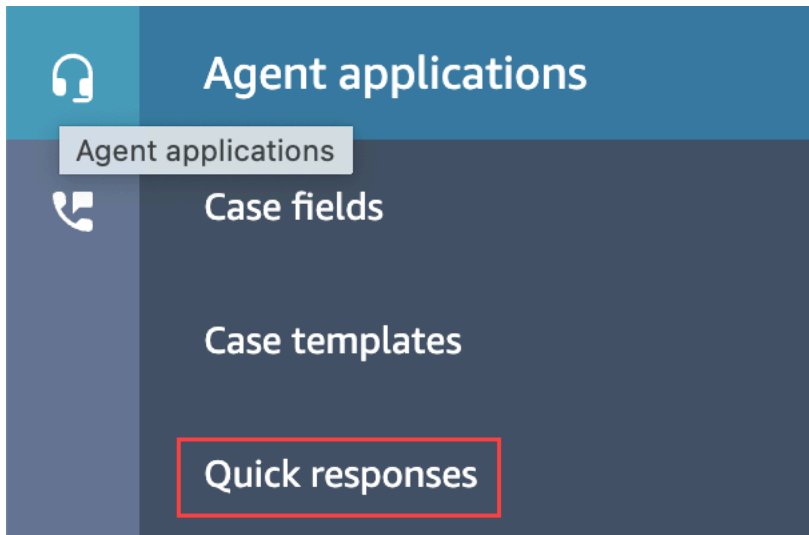 Agent applications
Agent applications
Case fields
Case templates
Quick responses